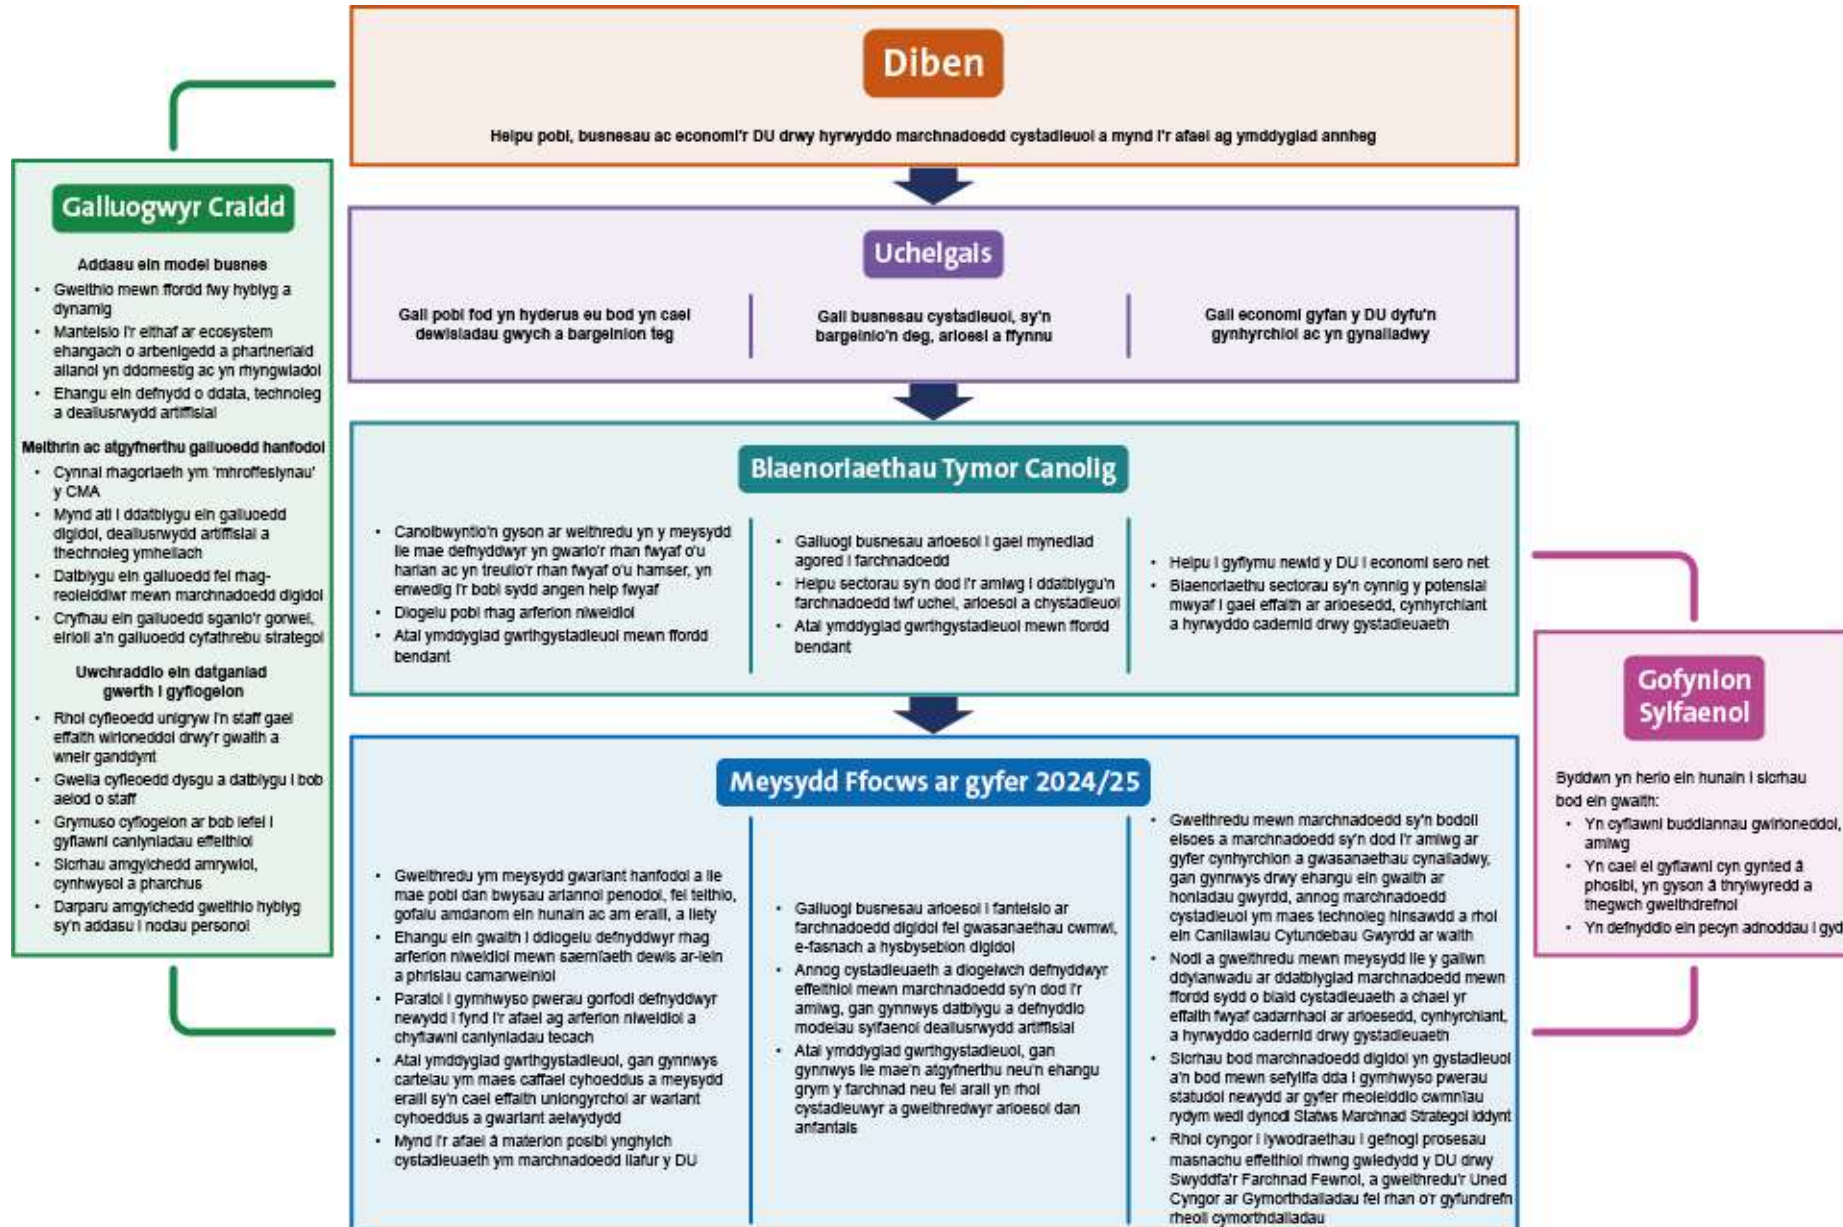 Diben
Helpu pobl, busnesau ac economi'r DU drwy hyrwyddo marchnadoedd cystadleuol a mynd i'r afael ag ymddygiad annheg
Galluogwyr Craidd
Addasu ein model busnes
• Gweithio mewn ffordd fwy hyblyg a
dynamig
• Manteisio i'r eithaf ar ecosystem
ehangach o arbenigedd a phartneriaid
allanol yn ddomestig ac yn rhyngwladol
• Ehangu ein defnydd o ddata, technoleg
a deallusrwydd artiffisial
Meithrin ac atgyfnerthu galluoedd hanfodol
• Cynnal rhagoriaeth ym 'mhroffesiynau'
y CMA
• Mynd ati i ddatblygu ein galluoedd
digidol, deallusrwydd artiffisial a
thechnoleg ymhellach
• Datblygu ein galluoedd fel rhag-
reoleiddiwr mewn marchnadoedd digidol
• Cryfhau ein galluoedd sganio'r gorwel,
eirioli a'n galluoedd cyfathrebu strategol
Uwchraddio ein datganiad
gwerth i gyflogeion
• Rhoi cyfleoedd unigryw i'n staff gael
effaith wirioneddol drwy'r gwaith a
wneir ganddynt
• Gwella cyfleoedd dysgu a datblygu i bob
aelod o staff
• Grymuso cyflogeion ar bob lefel i
gyflawni canlyniadau effeithiol
• Sicrhau amgylchedd amrywiol,
cynhwysol a pharchus
• Darparu amgylchedd gweithio hyblyg
sy'n addasu i nodau personol
Uchelgais
Gall pobl fod yn hyderus eu bod yn cael
dewisiadau gwych a bargeinion teg
Gall busnesau cystadleuol, sy'n
bargeinio'n deg, arloesi a ffynnu
Gall economi gyfan y DU dyfu'n
gynhyrchiol ac yn gynaliadwy
Blaenoriaethau Tymor Canolig
• Canolbwyntio'n gyson ar weithredu yn y meysydd
lle mae defnyddwyr yn gwario'r rhan fwyaf o'u
harian ac yn treulio'r rhan fwyaf o'u hamser, yn
enwedig i'r bobl sydd angen help fwyaf
• Diogelu pobl rhag arferion niweidiol
• Atal ymddygiad gwrthgystadleuol mewn ffordd
bendant
• Galluogi busnesau arloesol i gael mynediad
agored i farchnadoedd
• Helpu sectorau sy'n dod i'r amlwg i ddatblygu'n
farchnadoedd twf uchel, arloesol a chystadleuol
• Atal ymddygiad gwrthgystadleuol mewn ffordd
bendant
• Helpu i gyflymu newid y DU i economi sero net
• Blaenoriaethu sectorau sy'n cynnig y potensial
mwyaf i gael effaith ar arloesedd, cynhyrchiant
a hyrwyddo cadernid drwy gystadleuaeth
Meysydd Ffocws ar gyfer 2024/25
• Gweithredu ym meysydd gwariant hanfodol a lle
mae pobl dan bwysau ariannol penodol, fel teithio,
gofalu amdanom ein hunain ac am eraill, a llety
• Ehangu ein gwaith i ddiogelu defnyddwyr rhag
arferion niweidiol mewn saernïaeth dewis ar-lein
a phrisiau camarweiniol
• Paratoi i gymhwyso pwerau gorfodi defnyddwyr
newydd i fynd i'r afael ag arferion niweidiol a
chyflawni canlyniadau tecach
• Atal ymddygiad gwrthgystadleuol, gan gynnwys
cartelau ym maes caffael cyhoeddus a meysydd
eraill sy'n cael effaith uniongyrchol ar wariant
cyhoeddus a gwariant aelwydydd
• Mynd i'r afael â materion posibl ynghylch
cystadleuaeth ym marchnadoedd llafur y DU
• Galluogi busnesau arloesol i fanteisio ar
farchnadoedd digidol fel gwasanaethau cwmwl,
e-fasnach a hysbysebion digidol
• Annog cystadleuaeth a diogelwch defnyddwyr
effeithiol mewn marchnadoedd sy'n dod i'r
amlwg, gan gynnwys datblygu a defnyddio
modelau sylfaenol deallusrwydd artiffisial
• Atal ymddygiad gwrthgystadleuol, gan
gynnwys lle mae'n atgyfnerthu neu'n ehangu
grym y farchnad neu fel arall yn rhoi
cystadleuwyr a gweithredwyr arloesol dan
anfantais
• Gweithredu mewn marchnadoedd sy'n bodoli
eisoes a marchnadoedd sy'n dod i'r amlwg ar
gyfer cynhyrchion a gwasanaethau cynaliadwy,
gan gynnwys drwy ehangu ein gwaith ar
honiadau gwyrdd, annog marchnadoedd
cystadleuol ym maes technoleg hinsawdd a rhoi
ein Canllawiau Cytundebau Gwyrdd ar waith
• Nodi a gweithredu mewn meysydd lle y gallwn
ddylanwadu ar ddatblygiad marchnadoedd mewn
ffordd sydd o blaid cystadleuaeth a chael yr
effaith fwyaf cadarnhaol ar arloesedd, cynhyrchiant,
a hyrwyddo cadernid drwy gystadleuaeth
• Sicrhau bod marchnadoedd digidol yn gystadleuol
a'n bod mewn sefyllfa dda i gymhwyso pwerau
statudol newydd ar gyfer rheoleiddio cwmnïau
rydym wedi dynodi Statws Marchnad Strategol iddynt
• Rhoi cyngor i lywodraethau i gefnogi prosesau
masnachu effeithiol rhwng gwledydd y DU drwy
Swyddfa'r Farchnad Fewnol, a gweithredu'r Uned
Cyngor ar Gymorthdaliadau fel rhan o'r gyfundrefn
rheoli cymorthdaliadau
Gofynion
Sylfaenol
Byddwn yn herio ein hunain i sicrhau
bod ein gwaith:
• Yn cyflawni buddiannau gwirioneddol,
amlwg
• Yn cael ei gyflawni cyn gynted â
phosibl, yn gyson â thrylwyredd a
thegwch gweithdrefnol
• Yn defnyddio ein pecyn adnoddau i gyd